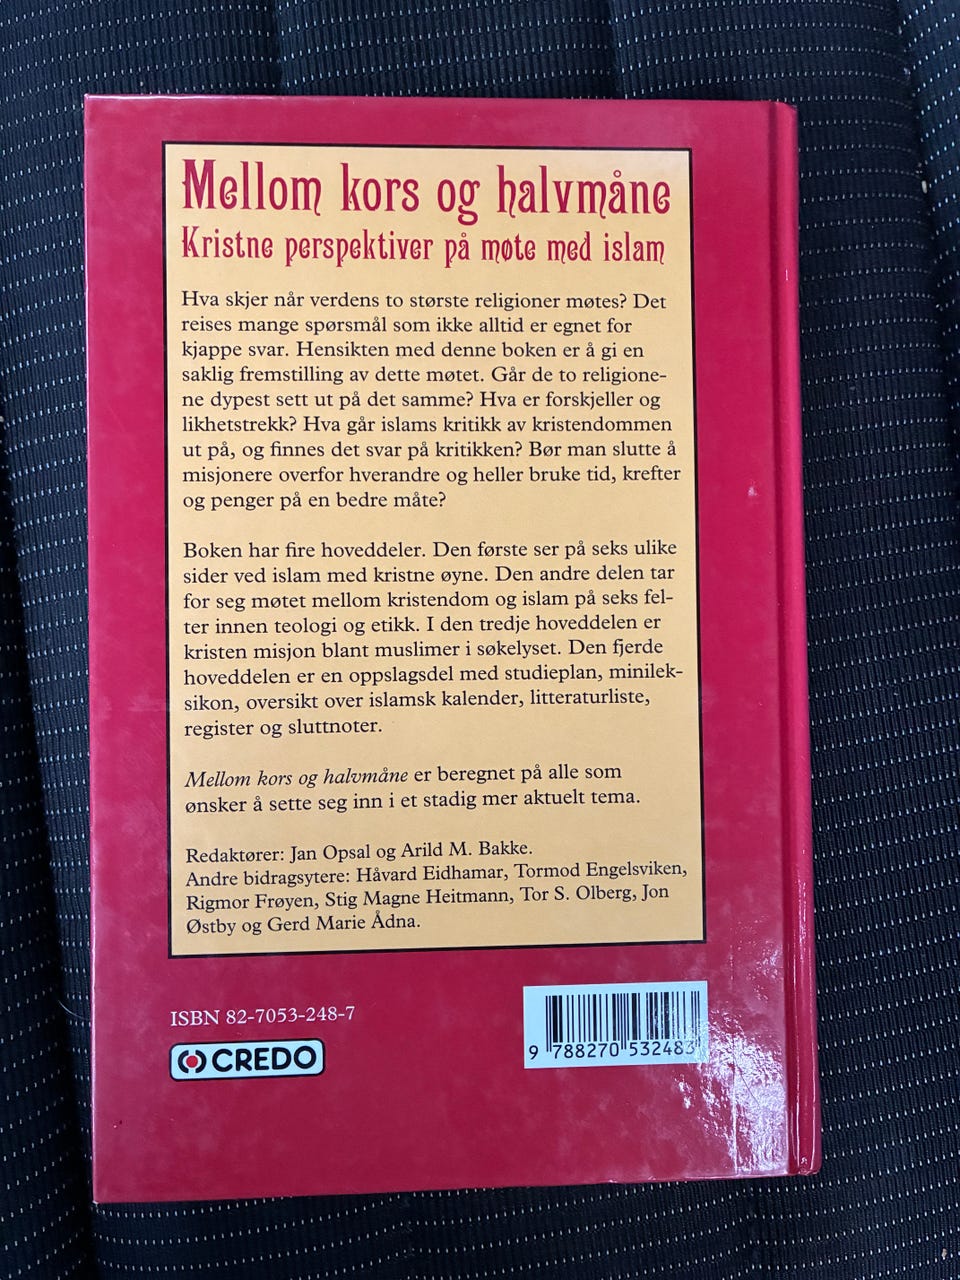 Mellom kors og halvmåne
Kristne perspektiver på møte med islam
Hva skjer når verdens to største religioner møtes? Det
reises mange spørsmål som ikke alltid er egnet for
kjappe svar. Hensikten med denne boken er å gi en
saklig fremstilling av dette møtet. Går de to religione-
ne dypest sett ut på det samme? Hva er forskjeller og
likhetstrekk? Hva går islams kritikk av kristendommen
ut på, og finnes det svar på kritikken? Bør man slutte å
misjonere overfor hverandre og heller bruke tid, krefter
og penger på en bedre måte?
Boken har fire hoveddeler. Den første ser på seks ulike
sider ved islam med kristne øyne. Den andre delen tar
for seg møtet mellom kristendom og islam på seks fel-
ter innen teologi og etikk. I den tredje hoveddelen er
kristen misjon blant muslimer i søkelyset. Den fjerde
hoveddelen er en oppslagsdel med studieplan, minilek-
sikon, oversikt over islamsk kalender, litteraturliste,
register og sluttnoter.
Mellom kors og halvmåne er beregnet på alle som
ønsker å sette seg inn i et stadig mer aktuelt tema.
Redaktører: Jan Opsal og Arild M. Bakke.
Andre bidragsytere: Håvard Eidhamar, Tormod Engelsviken,
Rigmor Frøyen, Stig Magne Heitmann, Tor S. Olberg, Jon
Østby og Gerd Marie Ådna.
ISBN 82-7053-248-7
CREDO
9 788270 532483